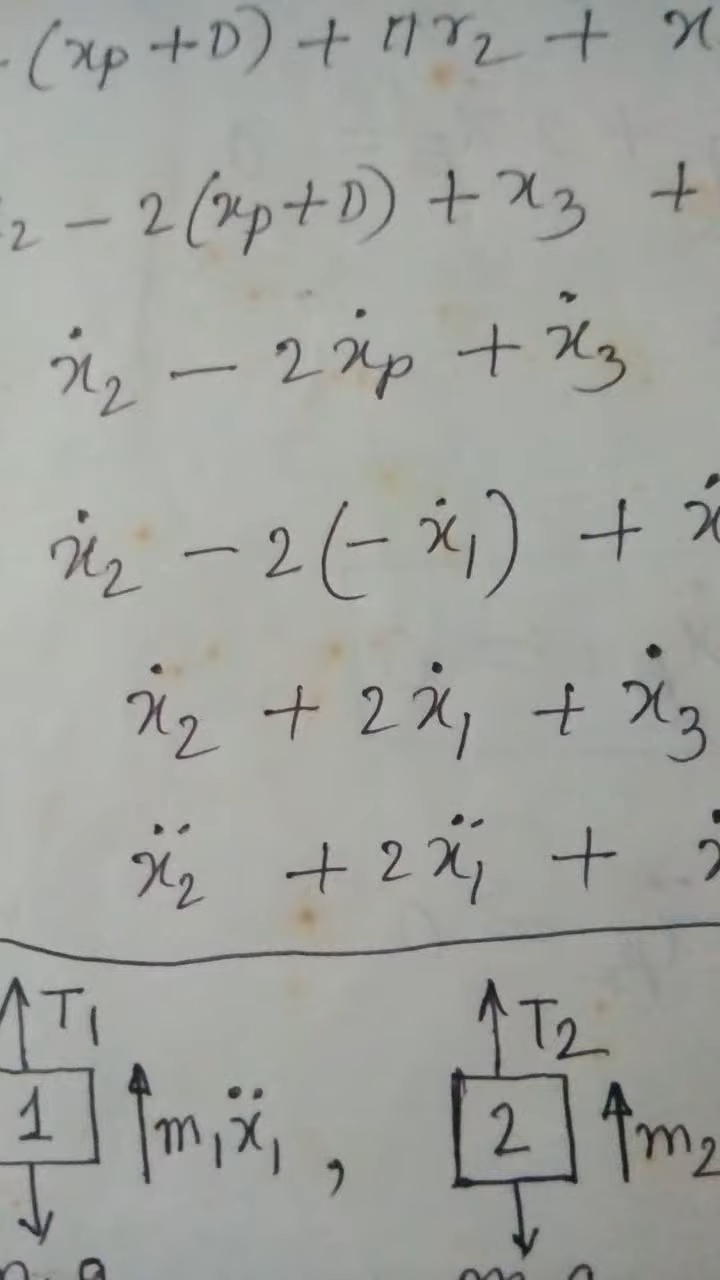 -(xₚ+D) + πr₂ + x
₂ - 2(xₚ+D) + x₃ +
ẋ₂ - 2ẋₚ + ẋ₃
ẋ₂ - 2(-ẋ₁) + ẋ
ẋ₂ + 2ẋ₁ + ẋ₃
ẍ₂ + 2ẍ₁ +
T₁ T₂
1 m₁ẍ₁ , 2 m₂